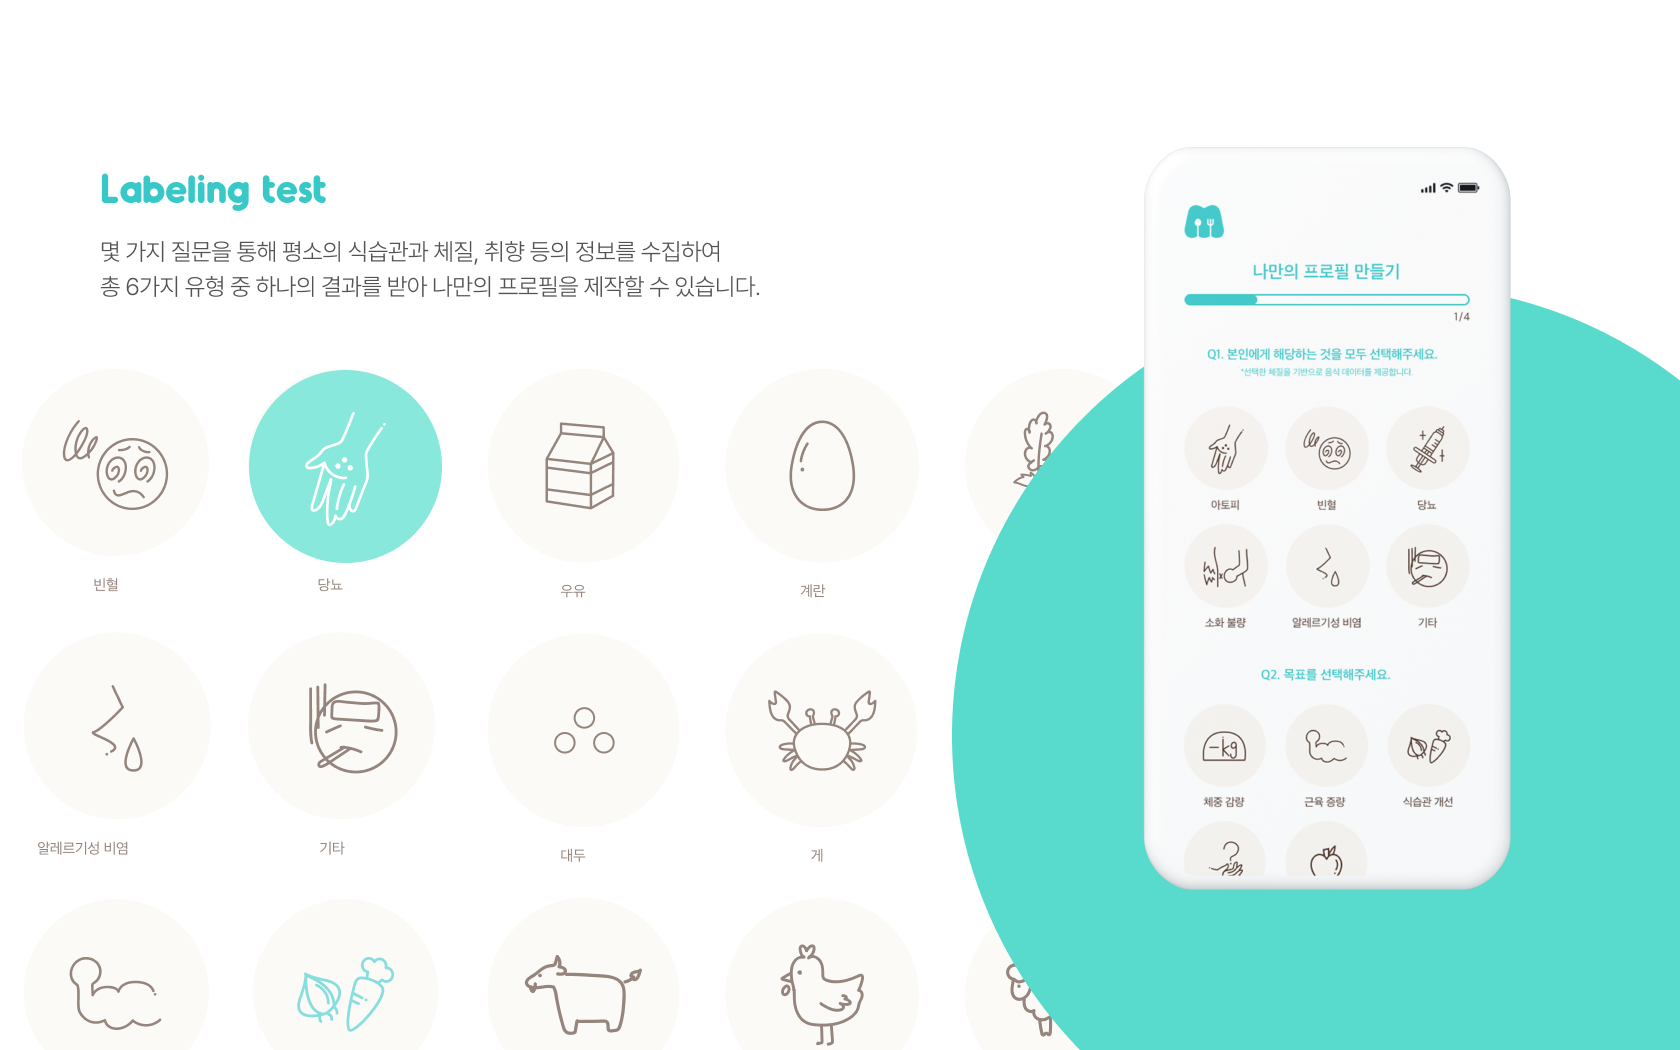 Labeling test
몇 가지 질문을 통해 평소의 식습관과 체질, 취향 등의 정보를 수집하여
총 6가지 유형 중 하나의 결과를 받아 나만의 프로필을 제작할 수 있습니다.
빈혈
당뇨
우유
계란
알레르기성 비염
기타
대두
게
나만의 프로필 만들기
1/4
Q1. 본인에게 해당하는 것을 모두 선택해주세요.
*선택한 체질을 기반으로 음식 데이터를 제공합니다.
아토피
빈혈
당뇨
소화 불량
알레르기성 비염
기타
Q2. 목표를 선택해주세요.
-kg
체중 감량
근육 증량
식습관 개선